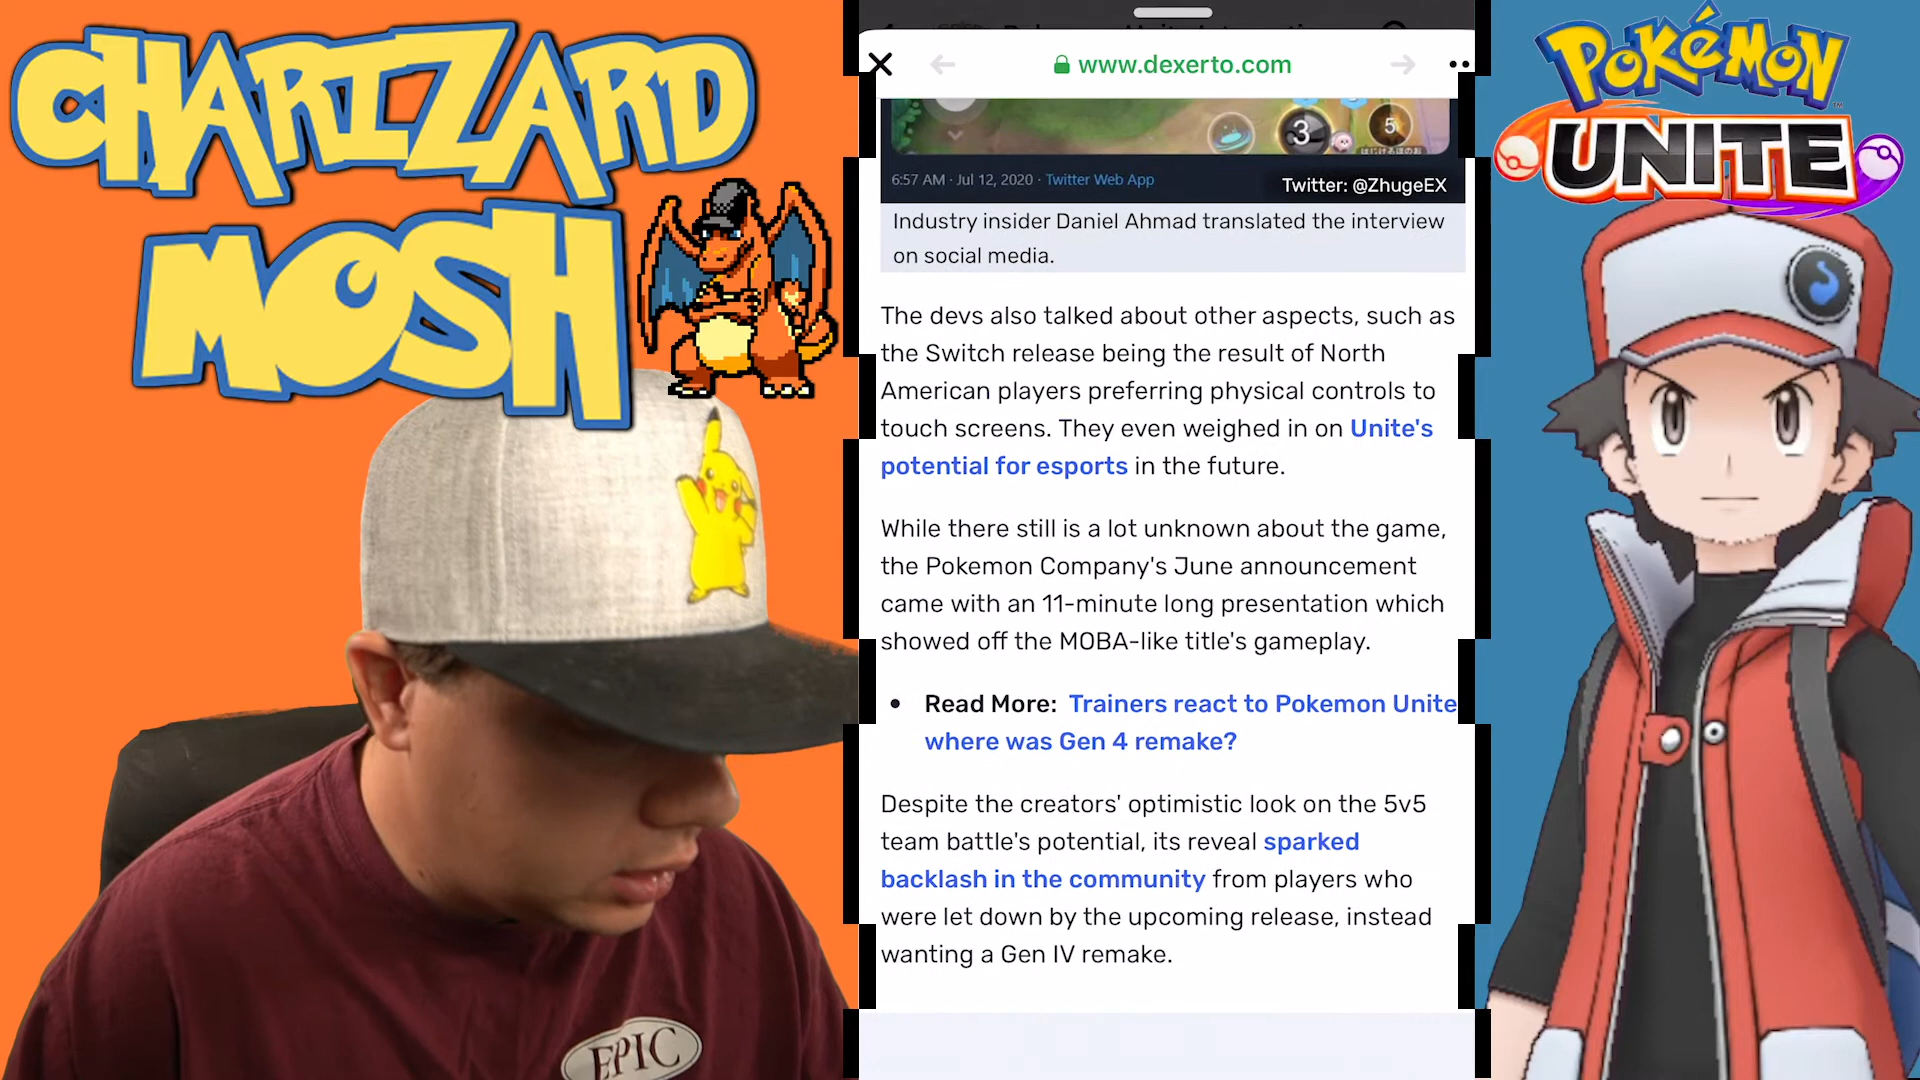 CHARIZARD
MOSH
EPIC
www.dexerto.com
3
5
6:57 AM · Jul 12, 2020 · Twitter Web App
Twitter: @ZhugeEX
Industry insider Daniel Ahmad translated the interview
on social media.
The devs also talked about other aspects, such as
the Switch release being the result of North
American players preferring physical controls to
touch screens. They even weighed in on Unite's
potential for esports in the future.
While there still is a lot unknown about the game,
the Pokemon Company's June announcement
came with an 11-minute long presentation which
showed off the MOBA-like title's gameplay.
• Read More: Trainers react to Pokemon Unite
where was Gen 4 remake?
Despite the creators' optimistic look on the 5v5
team battle's potential, its reveal sparked
backlash in the community from players who
were let down by the upcoming release, instead
wanting a Gen IV remake.
POKéMON
UNITE